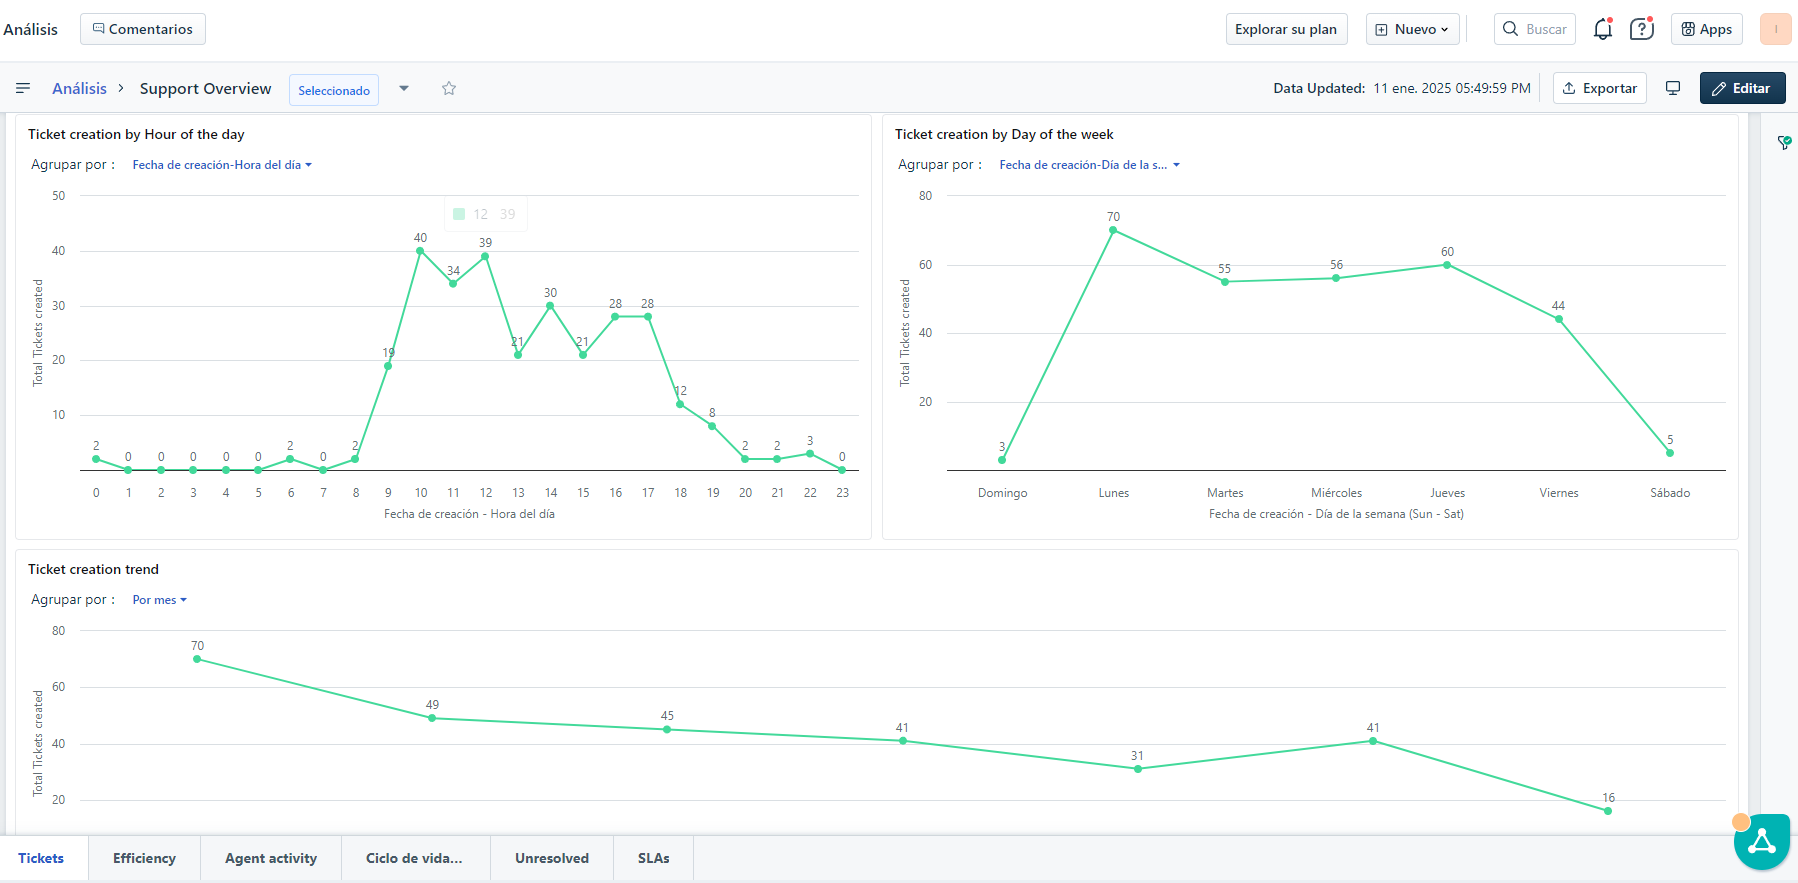 Análisis
Comentarios
Explorar su plan
Nuevo
Buscar
Apps
I
Análisis > Support Overview
Seleccionado
Data Updated: 11 ene. 2025 05:49:59 PM
Exportar
Editar
Ticket creation by Hour of the day
Agrupar por : Fecha de creación-Hora del día
50
40
30
20
10
Total Tickets created
12 39
2 0 0 0 0 0 2 0 2 19 40 34 39 21 30 21 28 28 12 8 2 2 3 0
0 1 2 3 4 5 6 7 8 9 10 11 12 13 14 15 16 17 18 19 20 21 22 23
Fecha de creación - Hora del día
Ticket creation by Day of the week
Agrupar por : Fecha de creación-Día de la s...
80
60
40
20
Total Tickets created
3 70 55 56 60 44 5
Domingo Lunes Martes Miércoles Jueves Viernes Sábado
Fecha de creación - Día de la semana (Sun - Sat)
Ticket creation trend
Agrupar por : Por mes
80
60
40
20
Total Tickets created
70 49 45 41 31 41 16
Tickets
Efficiency
Agent activity
Ciclo de vida...
Unresolved
SLAs